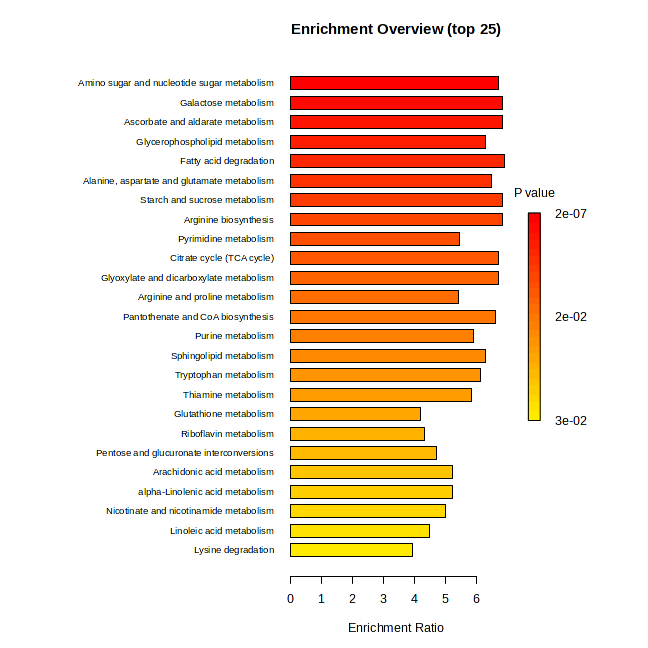 Enrichment Overview (top 25)
Amino sugar and nucleotide sugar metabolism
Galactose metabolism
Ascorbate and aldarate metabolism
Glycerophospholipid metabolism
Fatty acid degradation
Alanine, aspartate and glutamate metabolism
Starch and sucrose metabolism
Arginine biosynthesis
Pyrimidine metabolism
Citrate cycle (TCA cycle)
Glyoxylate and dicarboxylate metabolism
Arginine and proline metabolism
Pantothenate and CoA biosynthesis
Purine metabolism
Sphingolipid metabolism
Tryptophan metabolism
Thiamine metabolism
Glutathione metabolism
Riboflavin metabolism
Pentose and glucuronate interconversions
Arachidonic acid metabolism
alpha-Linolenic acid metabolism
Nicotinate and nicotinamide metabolism
Linoleic acid metabolism
Lysine degradation
0 1 2 3 4 5 6
Enrichment Ratio
P value
2e-07
2e-02
3e-02